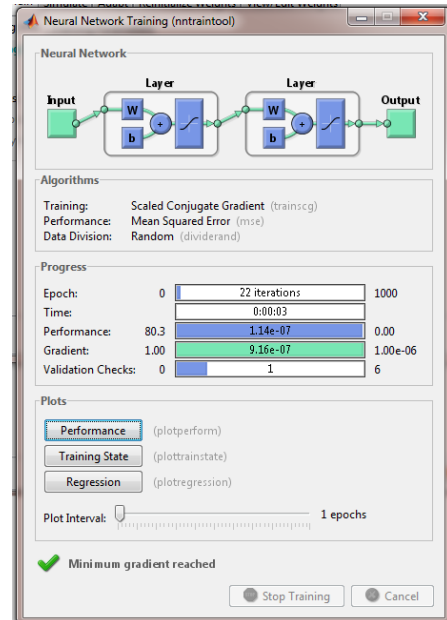 Neural Network Training (nntraintool)
Neural Network
Layer Layer
Input W b + W b + Output
Algorithms
Training: Scaled Conjugate Gradient (trainscg)
Performance: Mean Squared Error (mse)
Data Division: Random (dividerand)
Progress
Epoch: 0 22 iterations 1000
Time: 0:00:03
Performance: 80.3 1.14e-07 0.00
Gradient: 1.00 9.16e-07 1.00e-06
Validation Checks: 0 1 6
Plots
Performance (plotperform)
Training State (plottrainstate)
Regression (plotregression)
Plot Interval: 1 epochs
Minimum gradient reached
Stop Training Cancel